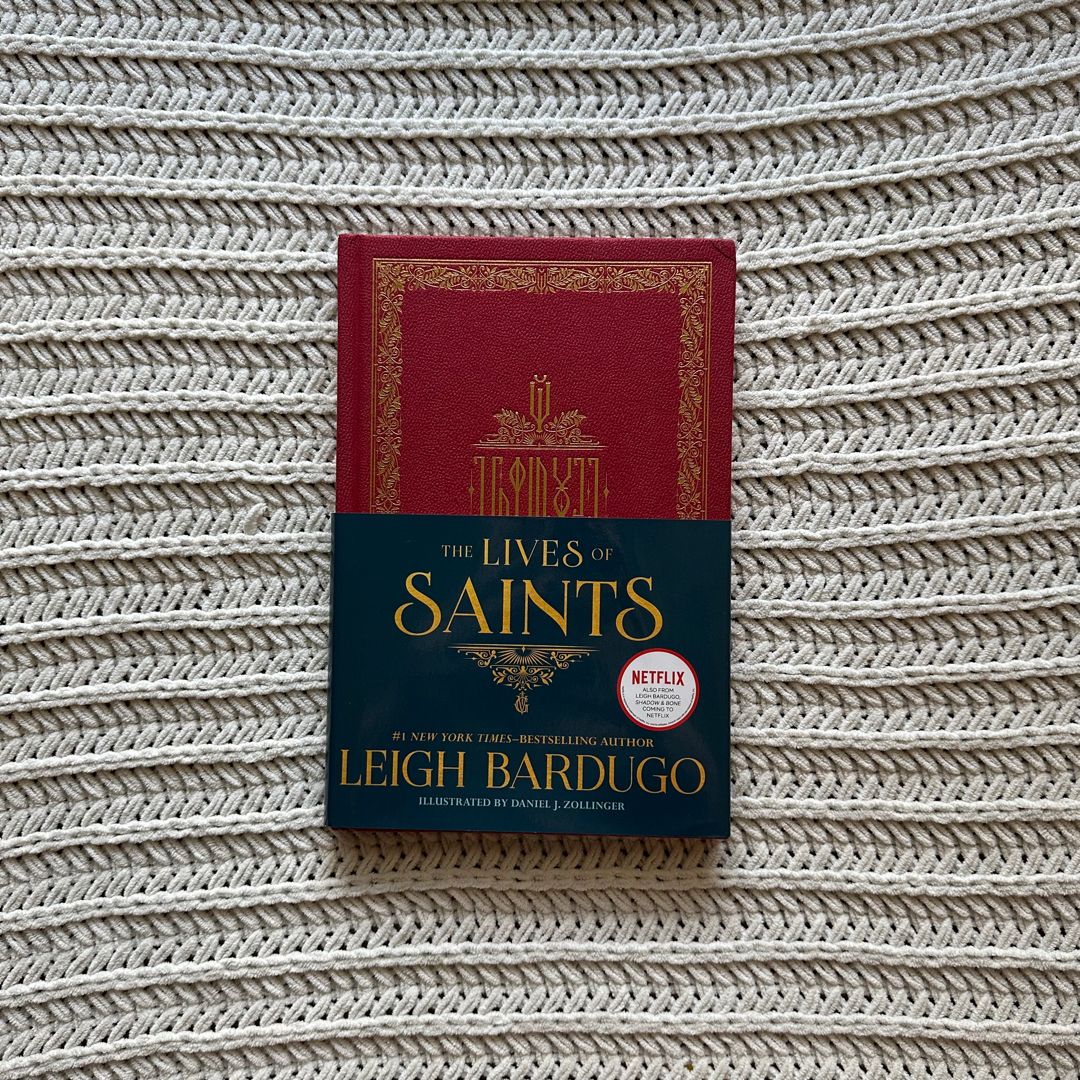 THE LIVES OF
SAINTS
NETFLIX
ALSO FROM
LEIGH BARDUGO,
SHADOW & BONE
COMING TO
NETFLIX
#1 NEW YORK TIMES–BESTSELLING AUTHOR
LEIGH BARDUGO
ILLUSTRATED BY DANIEL J. ZOLLINGER